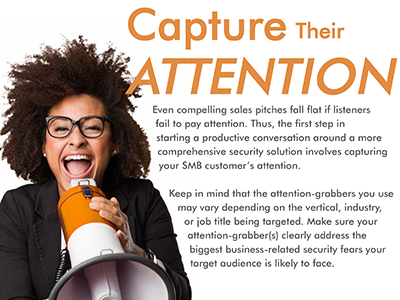 Capture Their
ATTENTION
Even compelling sales pitches fall flat if listeners
fail to pay attention. Thus, the first step in
starting a productive conversation around a more
comprehensive security solution involves capturing
your SMB customer's attention.
Keep in mind that the attention-grabbers you use
may vary depending on the vertical, industry,
or job title being targeted. Make sure your
attention-grabber(s) clearly address the
biggest business-related security fears your
target audience is likely to face.